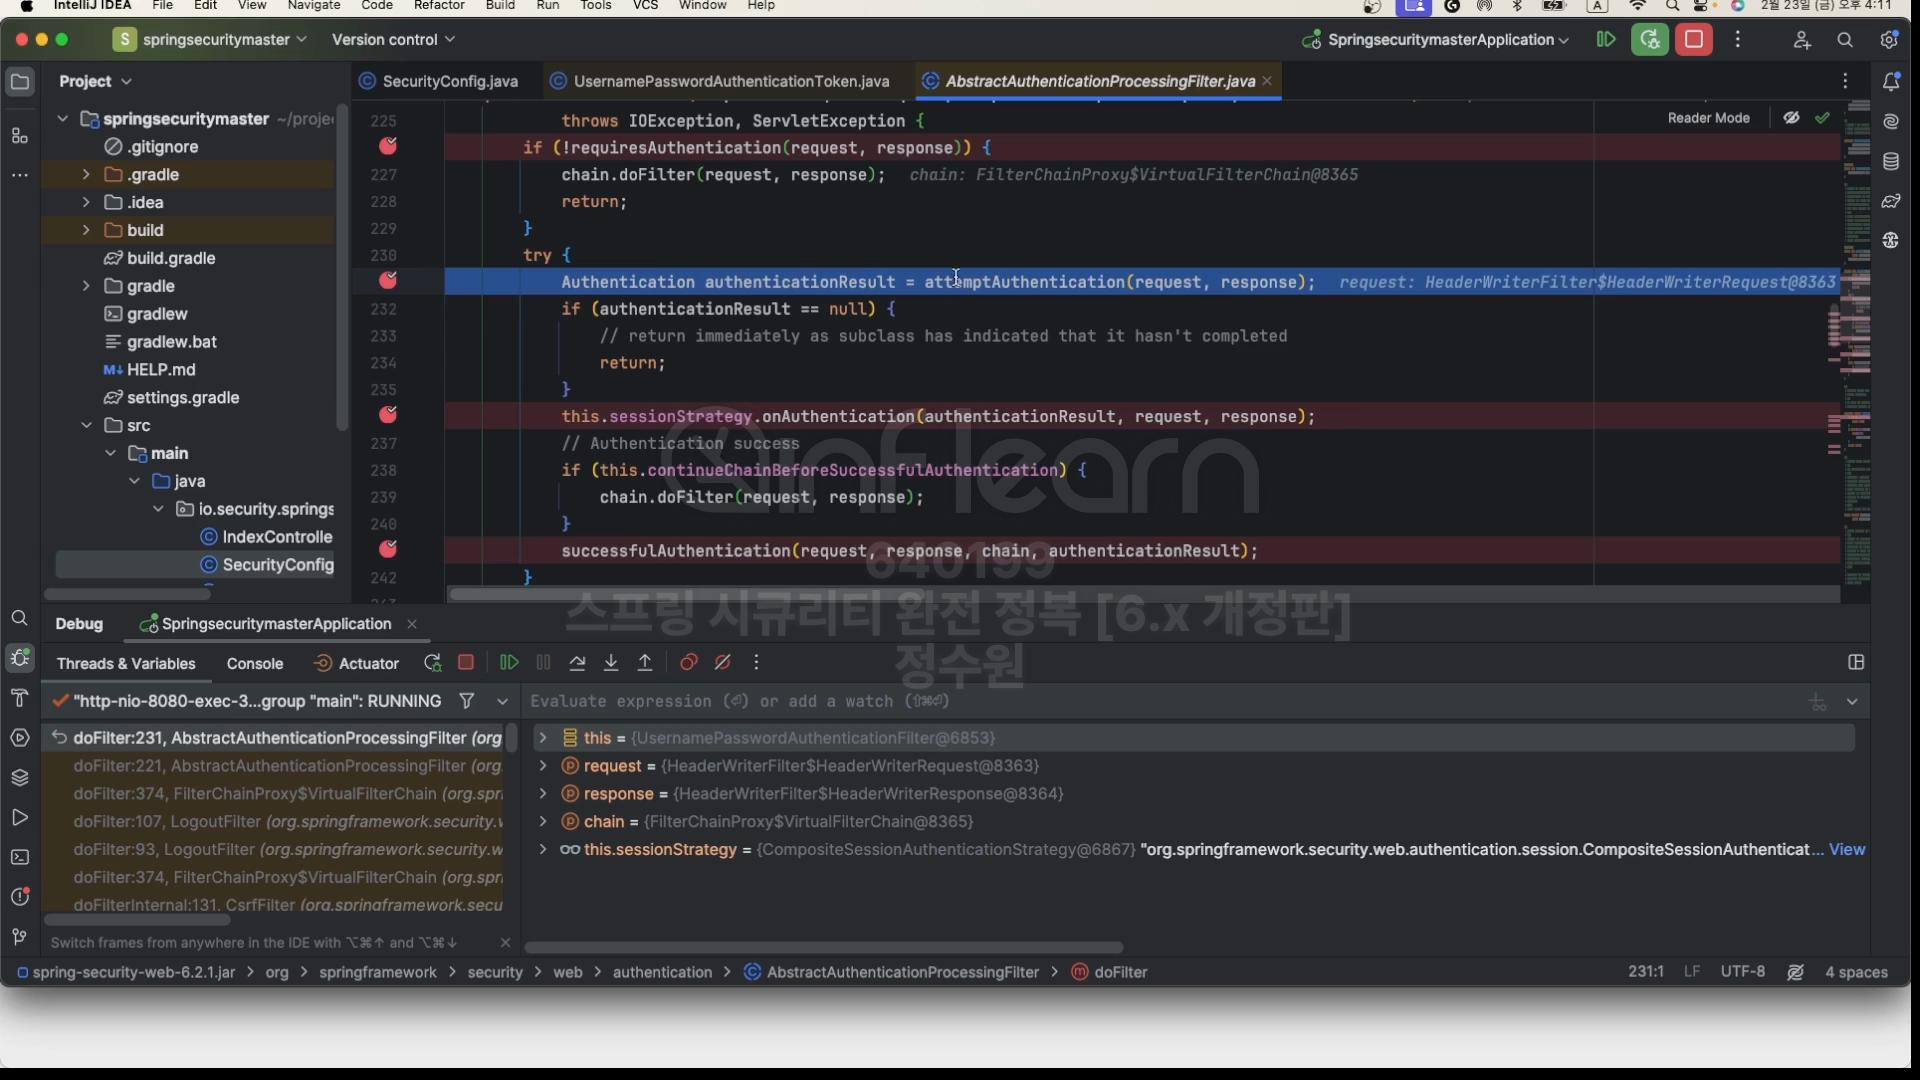 IntelliJ IDEA File Edit View Navigate Code Refactor Build Run Tools VCS Window Help A 2월 23일 (금) 오후 4:11
S springsecuritymaster Version control SpringsecuritymasterApplication
Project SecurityConfig.java UsernamePasswordAuthenticationToken.java AbstractAuthenticationProcessingFilter.java
Reader Mode
springsecuritymaster ~/proje
.gitignore
.gradle
.idea
build
build.gradle
gradle
gradlew
gradlew.bat
M↓ HELP.md
settings.gradle
src
main
java
io.security.springs
IndexControlle
SecurityConfig
225 throws IOException, ServletException {
if (!requiresAuthentication(request, response)) {
227 chain.doFilter(request, response); chain: FilterChainProxy$VirtualFilterChain@8365
228 return;
229 }
230 try {
Authentication authenticationResult = attemptAuthentication(request, response); request: HeaderWriterFilter$HeaderWriterRequest@8363
232 if (authenticationResult == null) {
233 // return immediately as subclass has indicated that it hasn't completed
234 return;
235 }
this.sessionStrategy.onAuthentication(authenticationResult, request, response);
237 // Authentication success
238 if (this.continueChainBeforeSuccessfulAuthentication) {
239 chain.doFilter(request, response);
240 }
successfulAuthentication(request, response, chain, authenticationResult);
242 }
inflearn
640199
스프링 시큐리티 완전 정복 [6.x 개정판]
정수원
Debug SpringsecuritymasterApplication
Threads & Variables Console Actuator
"http-nio-8080-exec-3...group "main": RUNNING
doFilter:231, AbstractAuthenticationProcessingFilter (org
doFilter:221, AbstractAuthenticationProcessingFilter (org.
doFilter:374, FilterChainProxy$VirtualFilterChain (org.spri
doFilter:107, LogoutFilter (org.springframework.security.v
doFilter:93, LogoutFilter (org.springframework.security.w
doFilter:374, FilterChainProxy$VirtualFilterChain (org.spri
doFilterInternal:131, CsrfFilter (org.springframework.secu
Switch frames from anywhere in the IDE with ⌥⌘↑ and ⌥⌘↓
Evaluate expression (⏎) or add a watch (⇧⌘⏎)
this = {UsernamePasswordAuthenticationFilter@6853}
request = {HeaderWriterFilter$HeaderWriterRequest@8363}
response = {HeaderWriterFilter$HeaderWriterResponse@8364}
chain = {FilterChainProxy$VirtualFilterChain@8365}
this.sessionStrategy = {CompositeSessionAuthenticationStrategy@6867} "org.springframework.security.web.authentication.session.CompositeSessionAuthenticat... View
spring-security-web-6.2.1.jar > org > springframework > security > web > authentication > AbstractAuthenticationProcessingFilter > doFilter 231:1 LF UTF-8 4 spaces